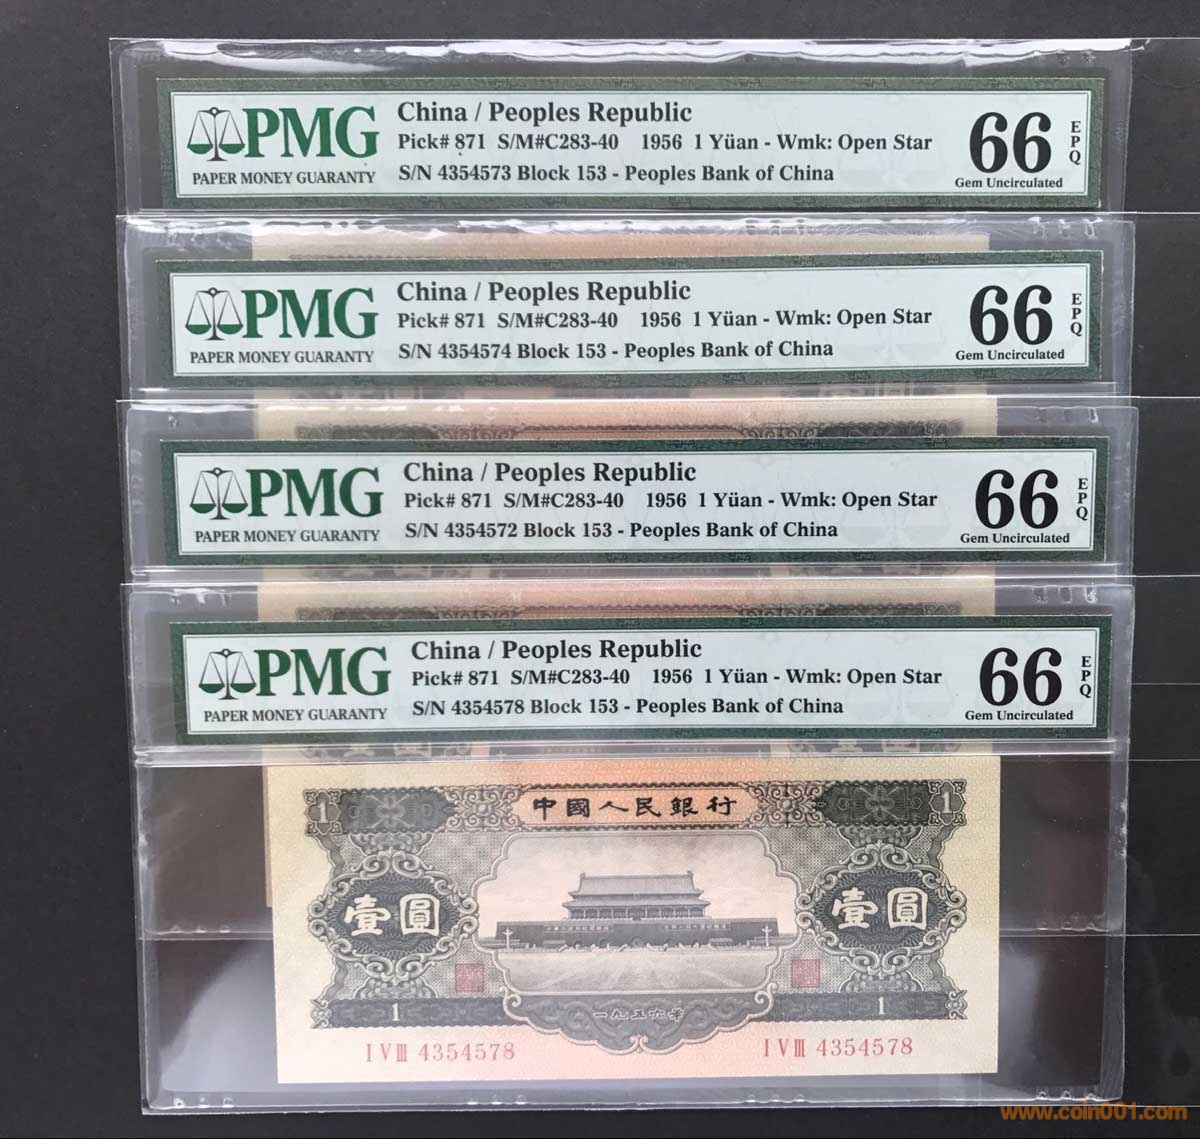 PMG
PAPER MONEY GUARANTY
China / Peoples Republic
Pick# 871 S/M#C283-40 1956 1 Yüan - Wmk: Open Star
S/N 4354573 Block 153 - Peoples Bank of China
66
EPQ
Gem Uncirculated
PMG
PAPER MONEY GUARANTY
China / Peoples Republic
Pick# 871 S/M#C283-40 1956 1 Yüan - Wmk: Open Star
S/N 4354574 Block 153 - Peoples Bank of China
66
EPQ
Gem Uncirculated
PMG
PAPER MONEY GUARANTY
China / Peoples Republic
Pick# 871 S/M#C283-40 1956 1 Yüan - Wmk: Open Star
S/N 4354572 Block 153 - Peoples Bank of China
66
EPQ
Gem Uncirculated
PMG
PAPER MONEY GUARANTY
China / Peoples Republic
Pick# 871 S/M#C283-40 1956 1 Yüan - Wmk: Open Star
S/N 4354578 Block 153 - Peoples Bank of China
66
EPQ
Gem Uncirculated
1 中國人民銀行 1
壹圓 壹圓
1 一九五六年 1
I V III 4354578 I V III 4354578
www.coin001.com